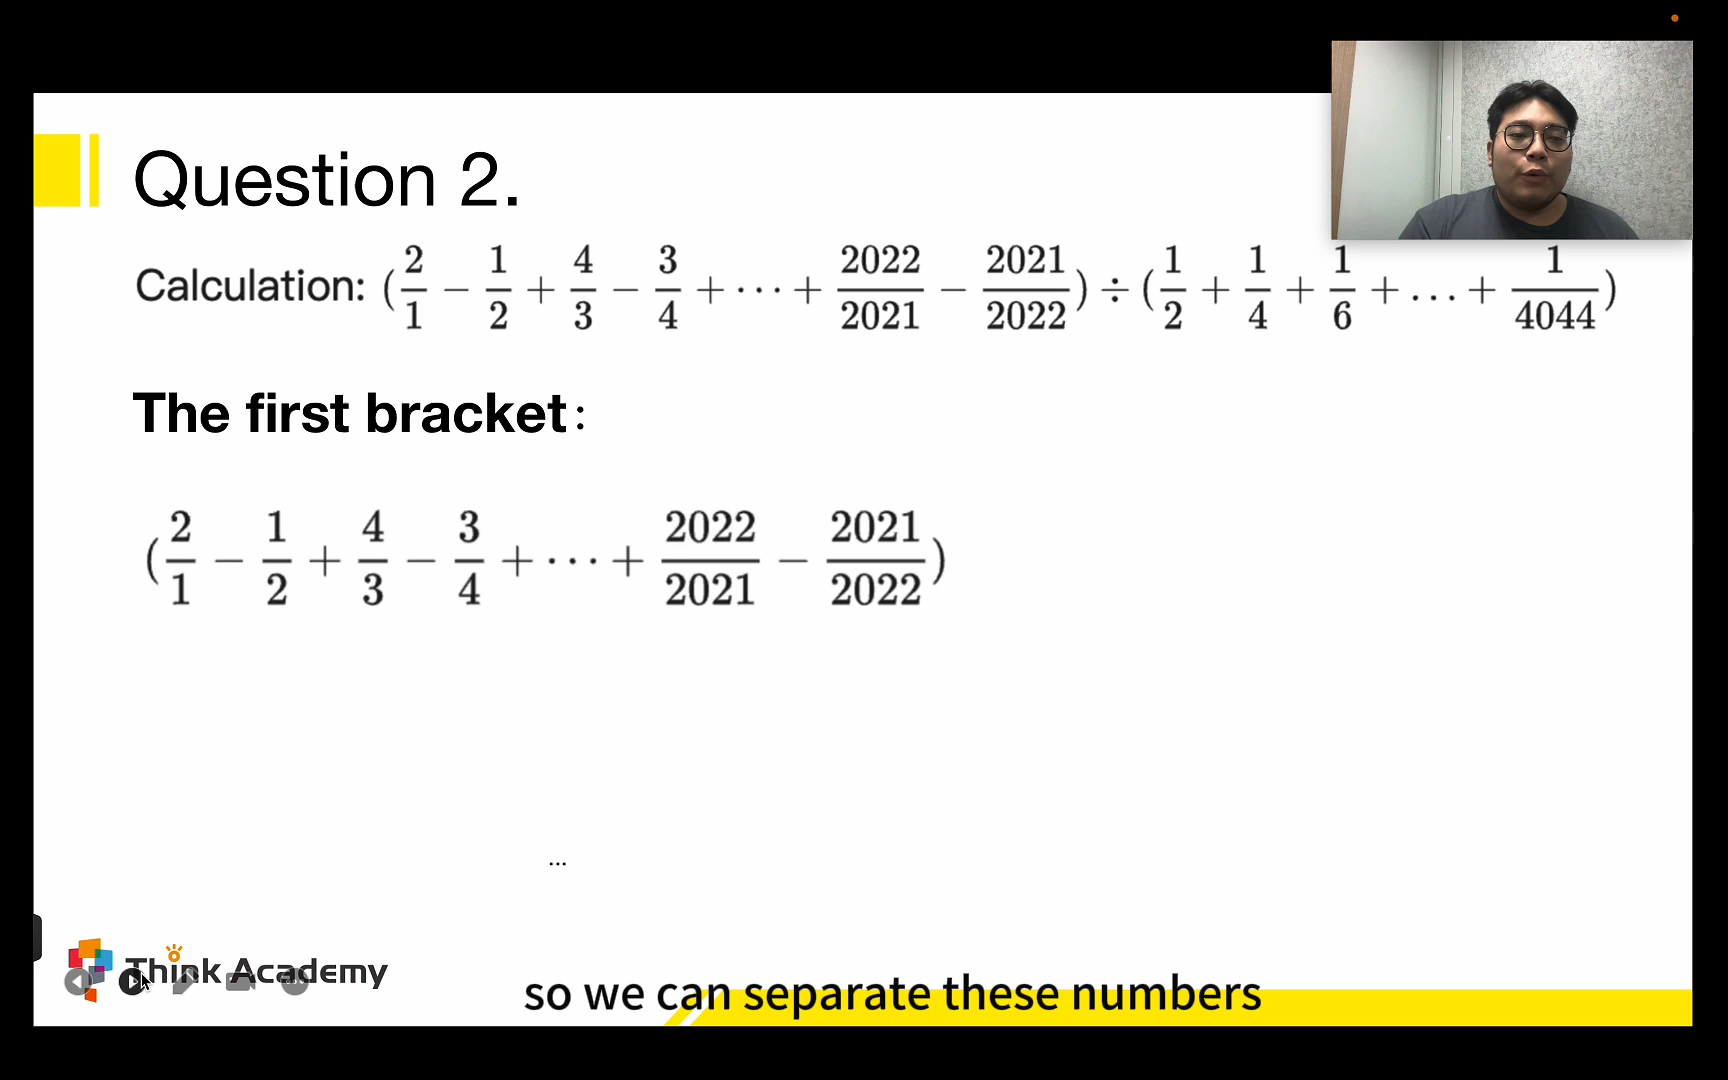 Question 2.
Calculation: (2/1 − 1/2 + 4/3 − 3/4 + ⋯ + 2022/2021 − 2021/2022) ÷ (1/2 + 1/4 + 1/6 + … + 1/4044)
The first bracket:
(2/1 − 1/2 + 4/3 − 3/4 + ⋯ + 2022/2021 − 2021/2022)
...
Think Academy
so we can separate these numbers